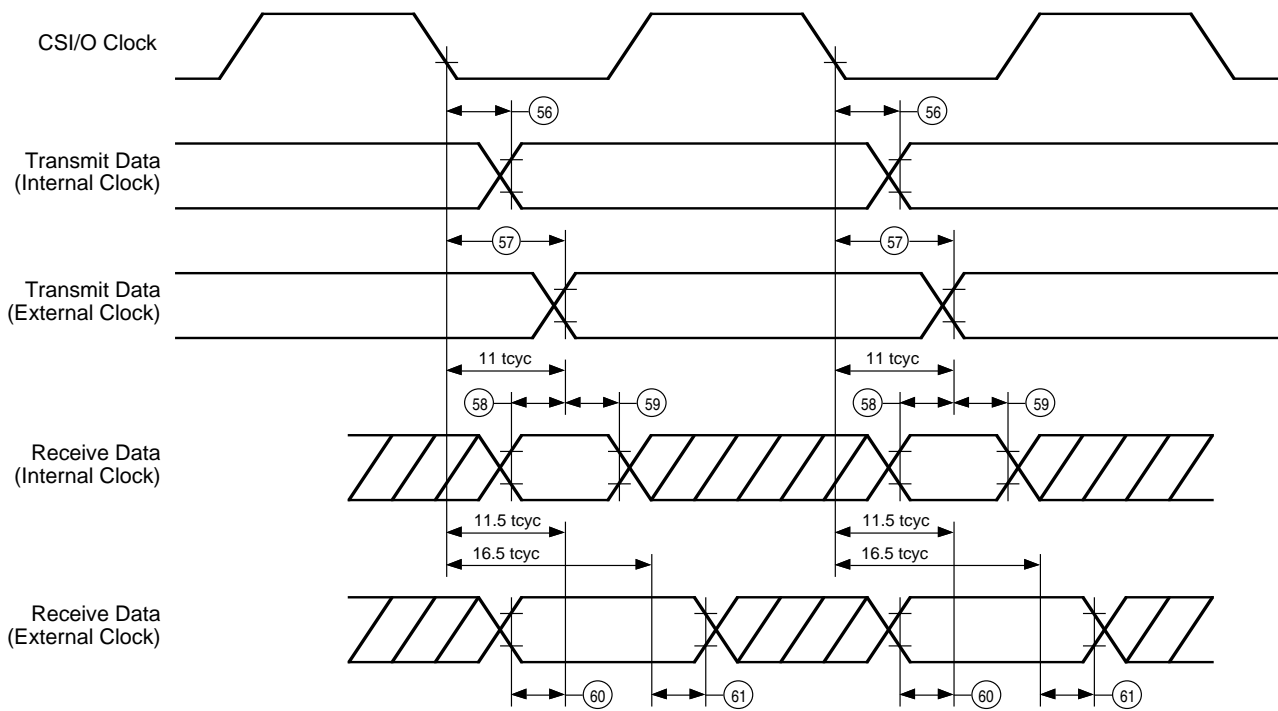 CSI/O Clock
56
56
Transmit Data
(Internal Clock)
57
57
Transmit Data
(External Clock)
11 tcyc
11 tcyc
58
59
58
59
Receive Data
(Internal Clock)
11.5 tcyc
11.5 tcyc
16.5 tcyc
16.5 tcyc
Receive Data
(External Clock)
60
61
60
61